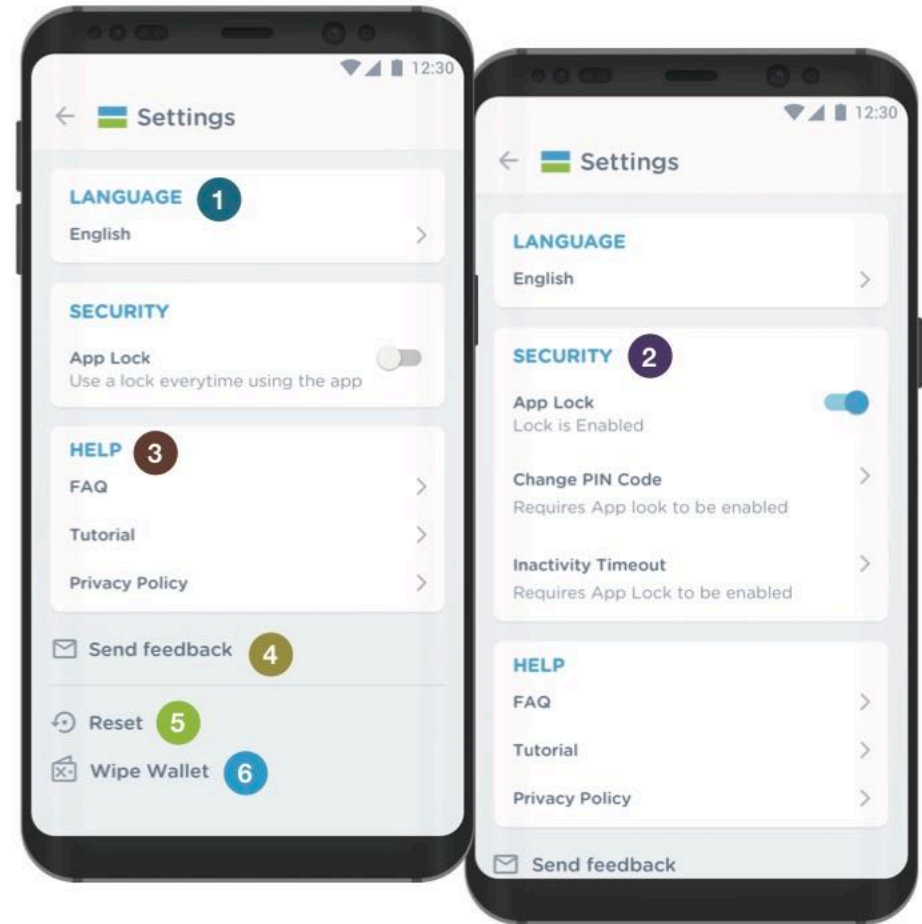 12:30
Settings
LANGUAGE 1
English
SECURITY
App Lock
Use a lock everytime using the app
HELP 3
FAQ
Tutorial
Privacy Policy
Send feedback 4
Reset 5
Wipe Wallet 6
12:30
Settings
LANGUAGE
English
SECURITY 2
App Lock
Lock is Enabled
Change PIN Code
Requires App look to be enabled
Inactivity Timeout
Requires App Lock to be enabled
HELP
FAQ
Tutorial
Privacy Policy
Send feedback